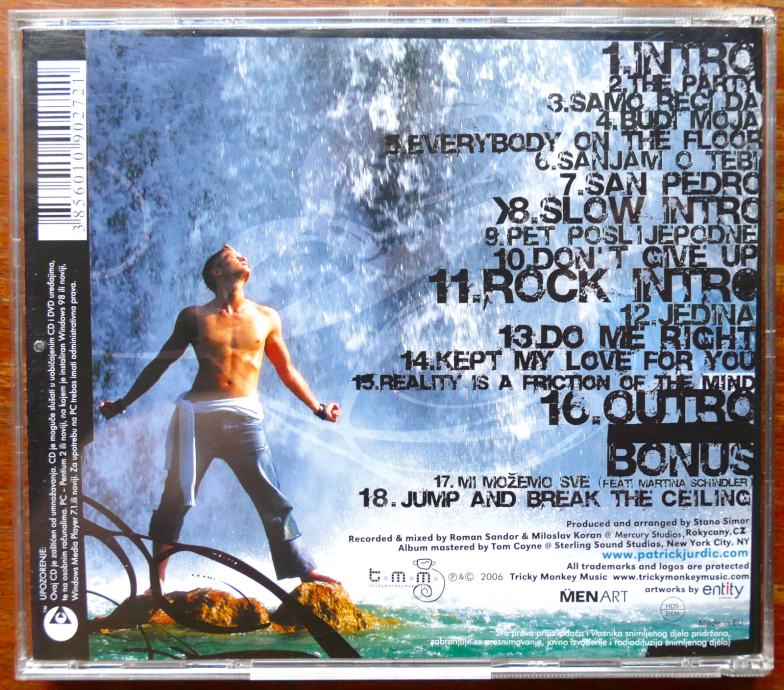 1.INTRO
2.THE PARTY
3.SAMO RECI DA
4.BUDI MOJA
5.EVERYBODY ON THE FLOOR
6.SANJAM O TEBI
7.SAN PEDRO
8.SLOW INTRO
9.PET POSLIJEPODNE
10.DON'T GIVE UP
11.ROCK INTRO
12.JEDINA
13.DO ME RIGHT
14.KEPT MY LOVE FOR YOU
15.REALITY IS A FRICTION OF THE MIND
16.OUTRO
BONUS
17. MI MOŽEMO SVE (FEAT. MARTINA SCHINDLER)
18. JUMP AND BREAK THE CEILING
Produced and arranged by Stano Simor
Recorded & mixed by Roman Sandor & Miloslav Koran @ Mercury Studios, Rokycany, CZ
Album mastered by Tom Coyne @ Sterling Sound Studios, New York City, NY
www.patrickjurdic.com
All trademarks and logos are protected
t.m.m.
trickymonkeymusic
℗&© 2006 Tricky Monkey Music www.trickymonkeymusic.com
MENART
artworks by entity
HDS
ZAMP
Made in EU
Sva prava proizvođača i vlasnika snimljenog djela pridržana,
zabranjuje se presnimavanje, javno izvođenje i radiodifuzija snimljenog djela
3856010902721
UPOZORENJE:
Ovaj CD je zaštićen od umnožavanja. CD je moguće slušati u uobičajenim CD i DVD uređajima,
te na osobnim računalima. PC - Pentium 2 ili noviji, na kojem je instaliran Windows 98 ili noviji,
Windows Media Player 7.1 ili noviji. Za upotrebu na PC trebas imati administrativna prava.
TM